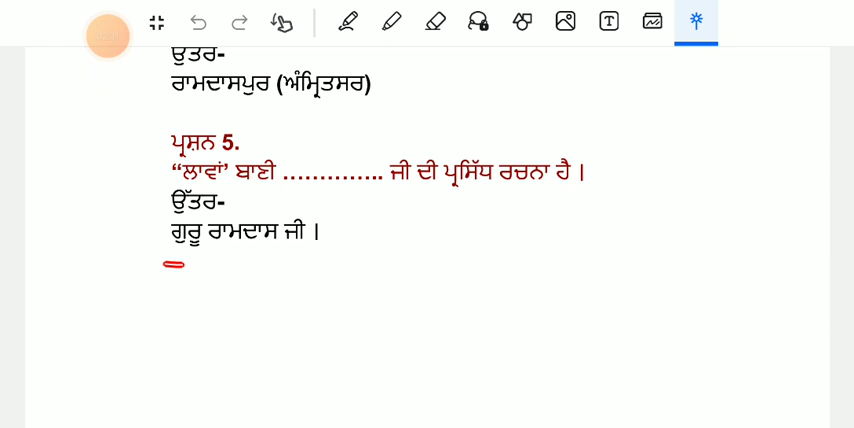 ਉੱਤਰ-
ਰਾਮਦਾਸਪੁਰ (ਅੰਮ੍ਰਿਤਸਰ)
ਪ੍ਰਸ਼ਨ 5.
“ਲਾਵਾਂ’ ਬਾਣੀ ………….. ਜੀ ਦੀ ਪ੍ਰਸਿੱਧ ਰਚਨਾ ਹੈ |
ਉੱਤਰ-
ਗੁਰੂ ਰਾਮਦਾਸ ਜੀ |